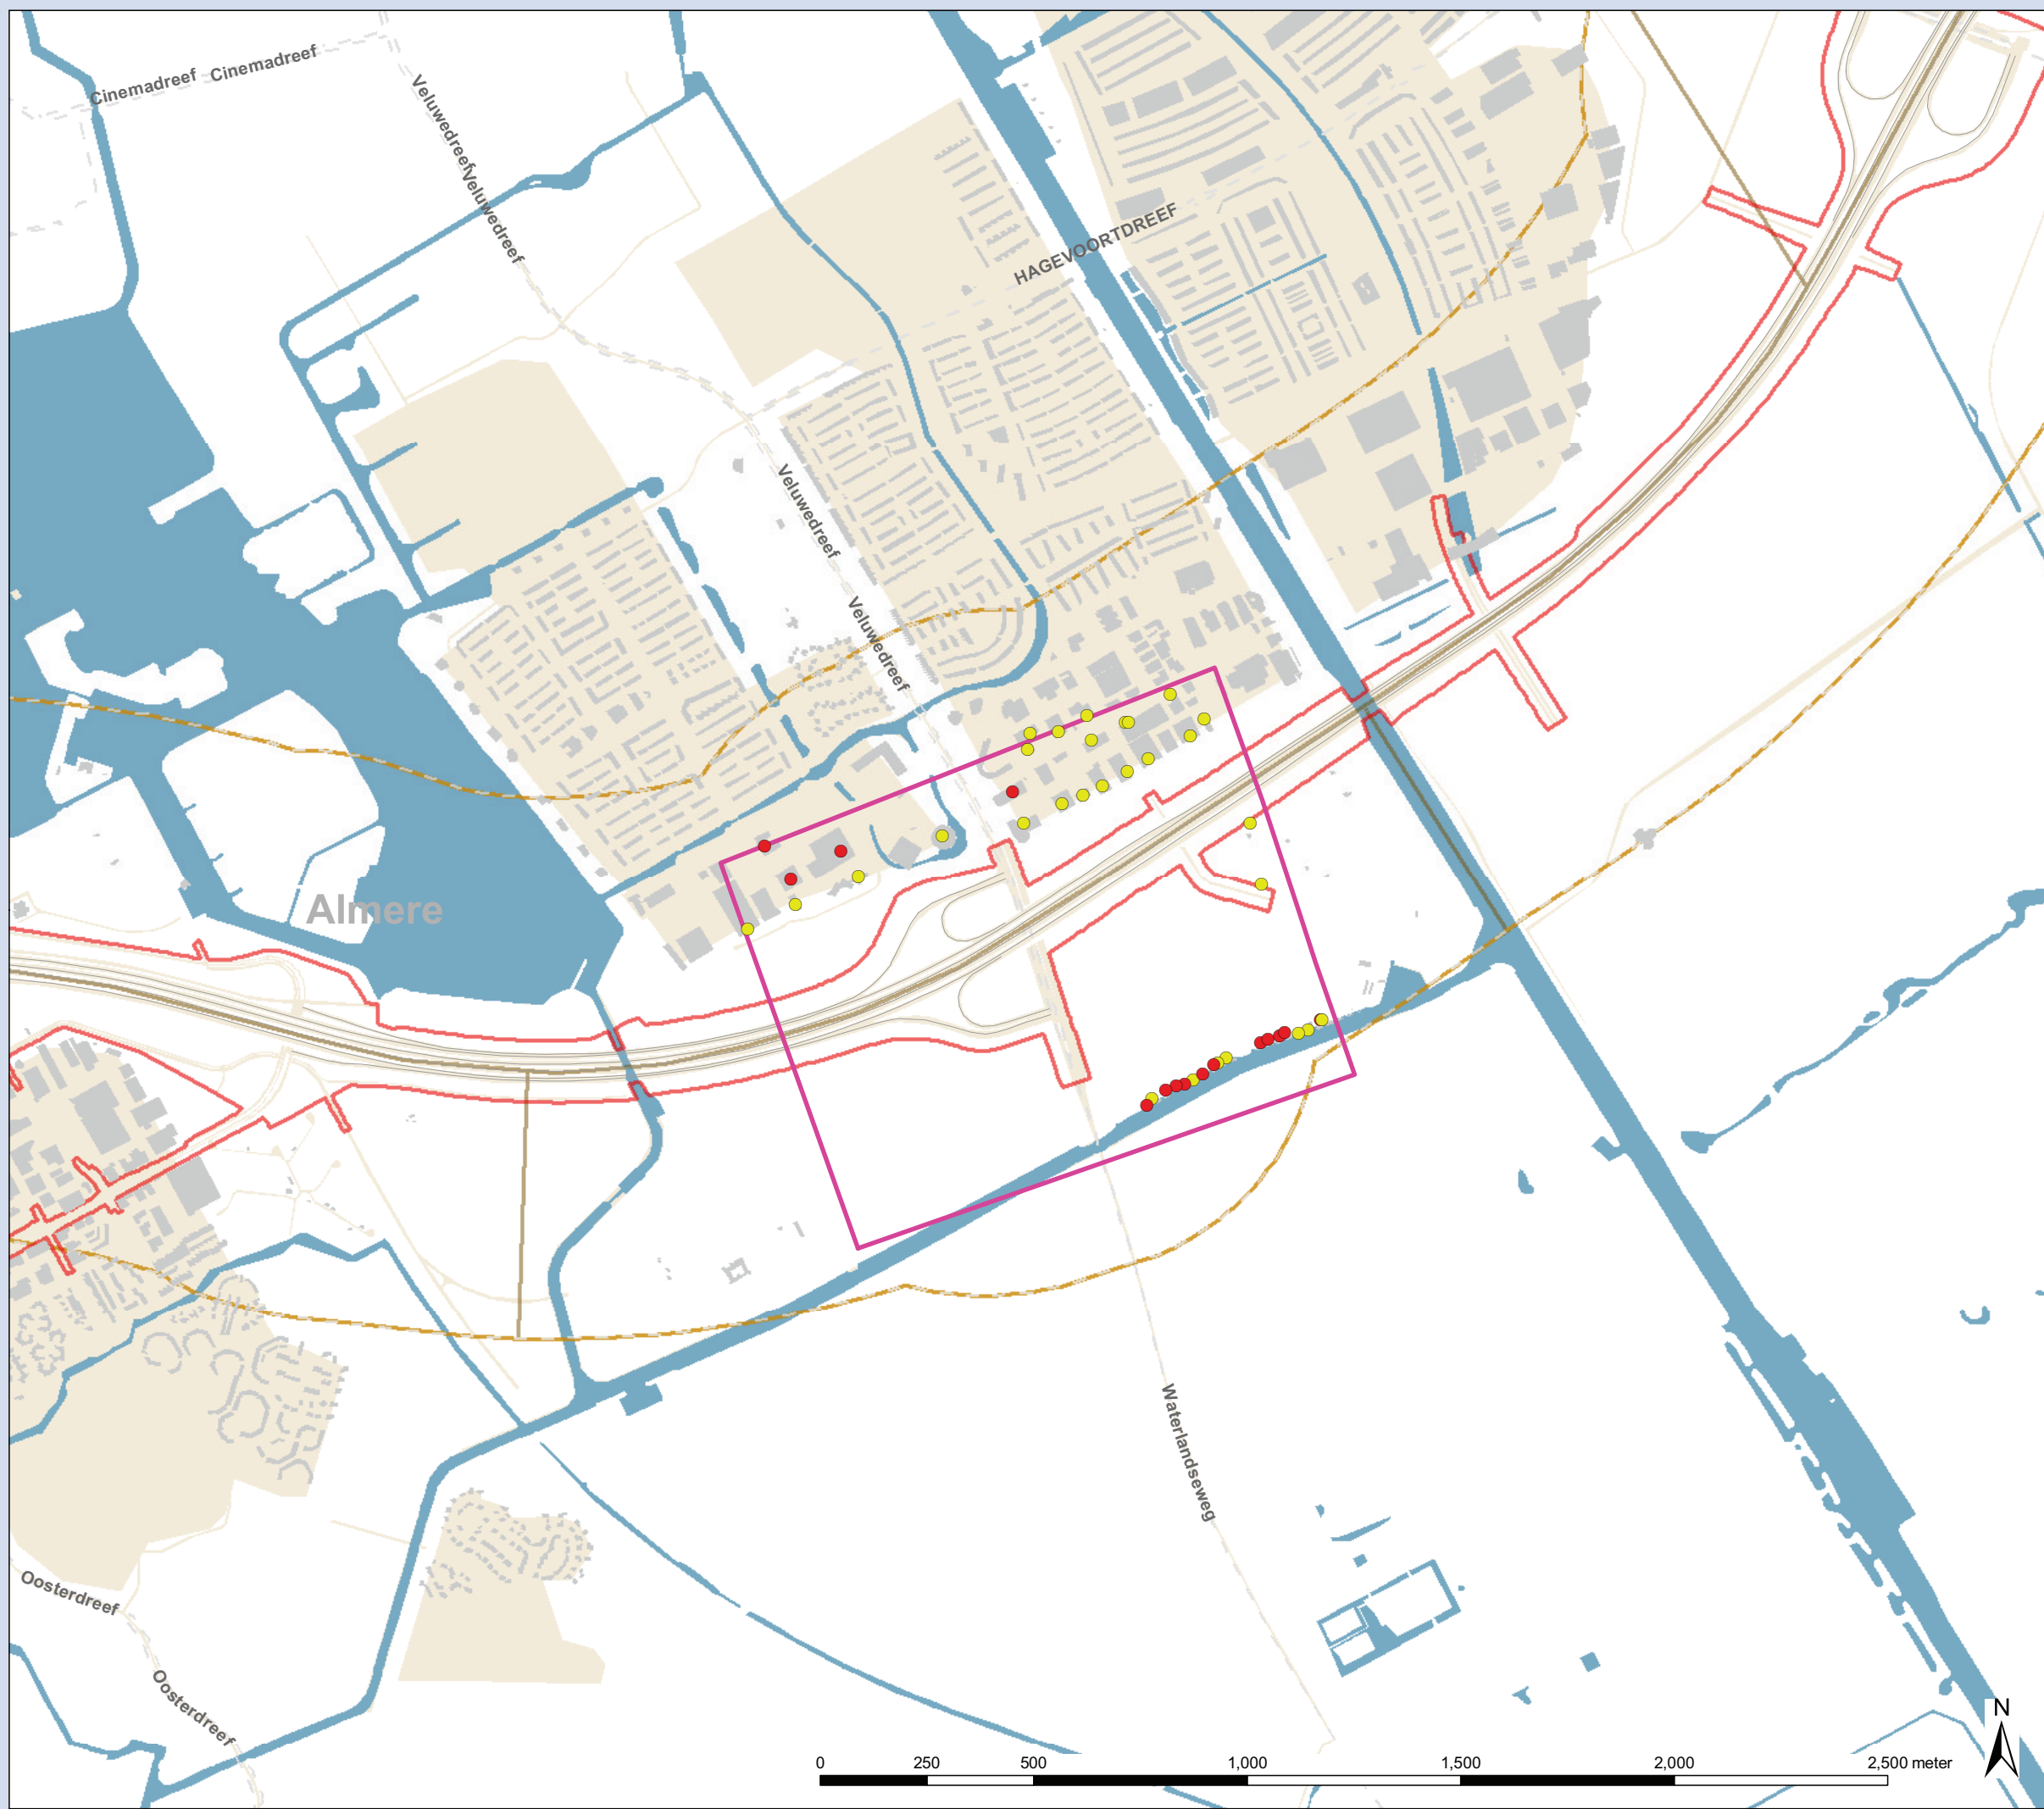 Cinemadreef
Cinemadreef
Veluwedreef
Veluwedreef
HAGEVOORTDREEF
Veluwedreef
Veluwedreef
Almere
Waterlandseweg
Oosterdreef
Oosterdreef
N
0 250 500 1,000 1,500 2,000 2,500 meter